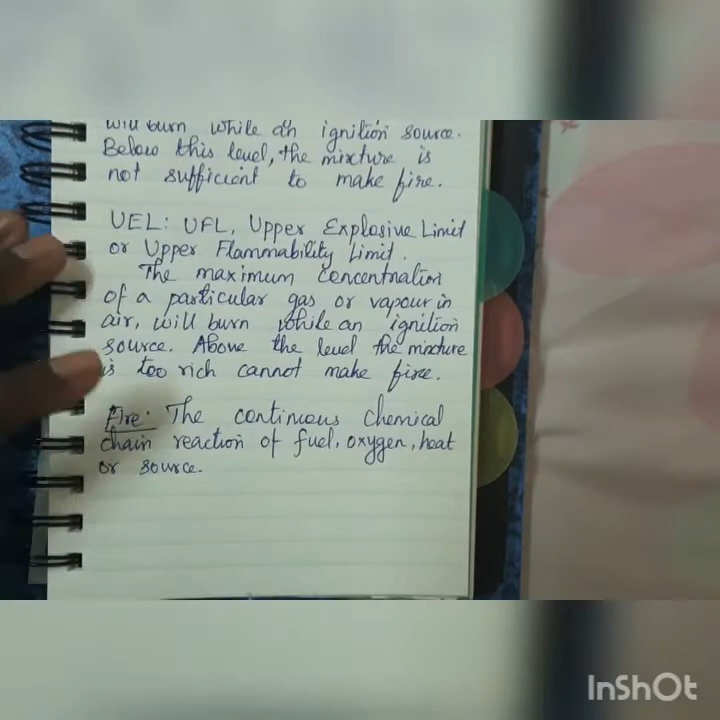 will burn while an ignition source.
Below this level, the mixture is
not sufficient to make fire.
UEL: UFL, Upper Explosive Limit
or Upper Flammability Limit.
The maximum Concentration
of a particular gas or vapour in
air, will burn while an ignition
source. Above the level the mixture
is too rich cannot make fire.
Fire: The continuous chemical
chain reaction of fuel, oxygen, heat
or source.
InShOt